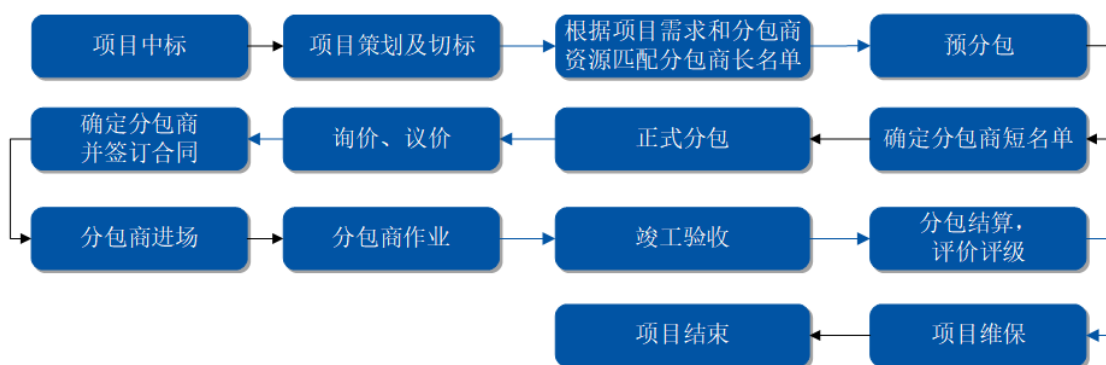 项目中标
项目策划及切标
根据项目需求和分包商
资源匹配分包商长名单
预分包
确定分包商短名单
正式分包
询价、议价
确定分包商
并签订合同
分包商进场
分包商作业
竣工验收
分包结算，
评价评级
项目维保
项目结束